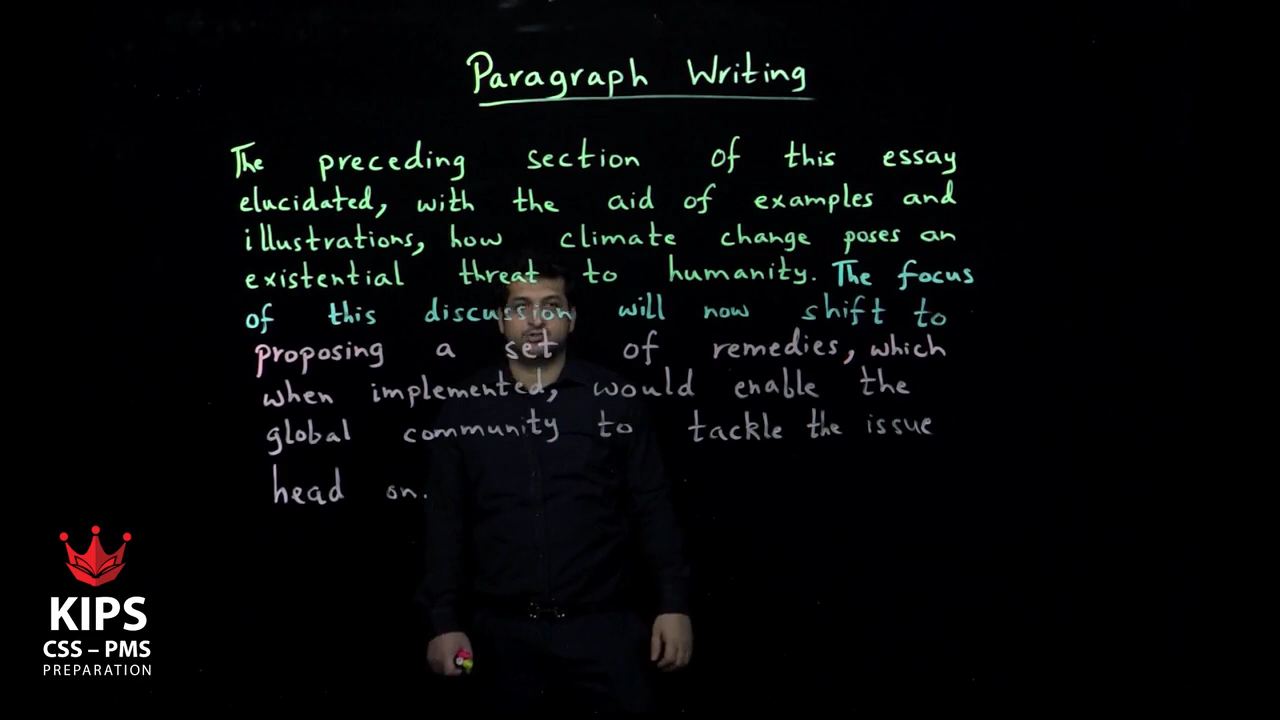 Paragraph Writing
The preceding section of this essay
elucidated, with the aid of examples and
illustrations, how climate change poses an
existential threat to humanity. The focus
of this discussion will now shift to
proposing a set of remedies, which
when implemented, would enable the
global community to tackle the issue
head on.
KIPS
CSS – PMS
PREPARATION